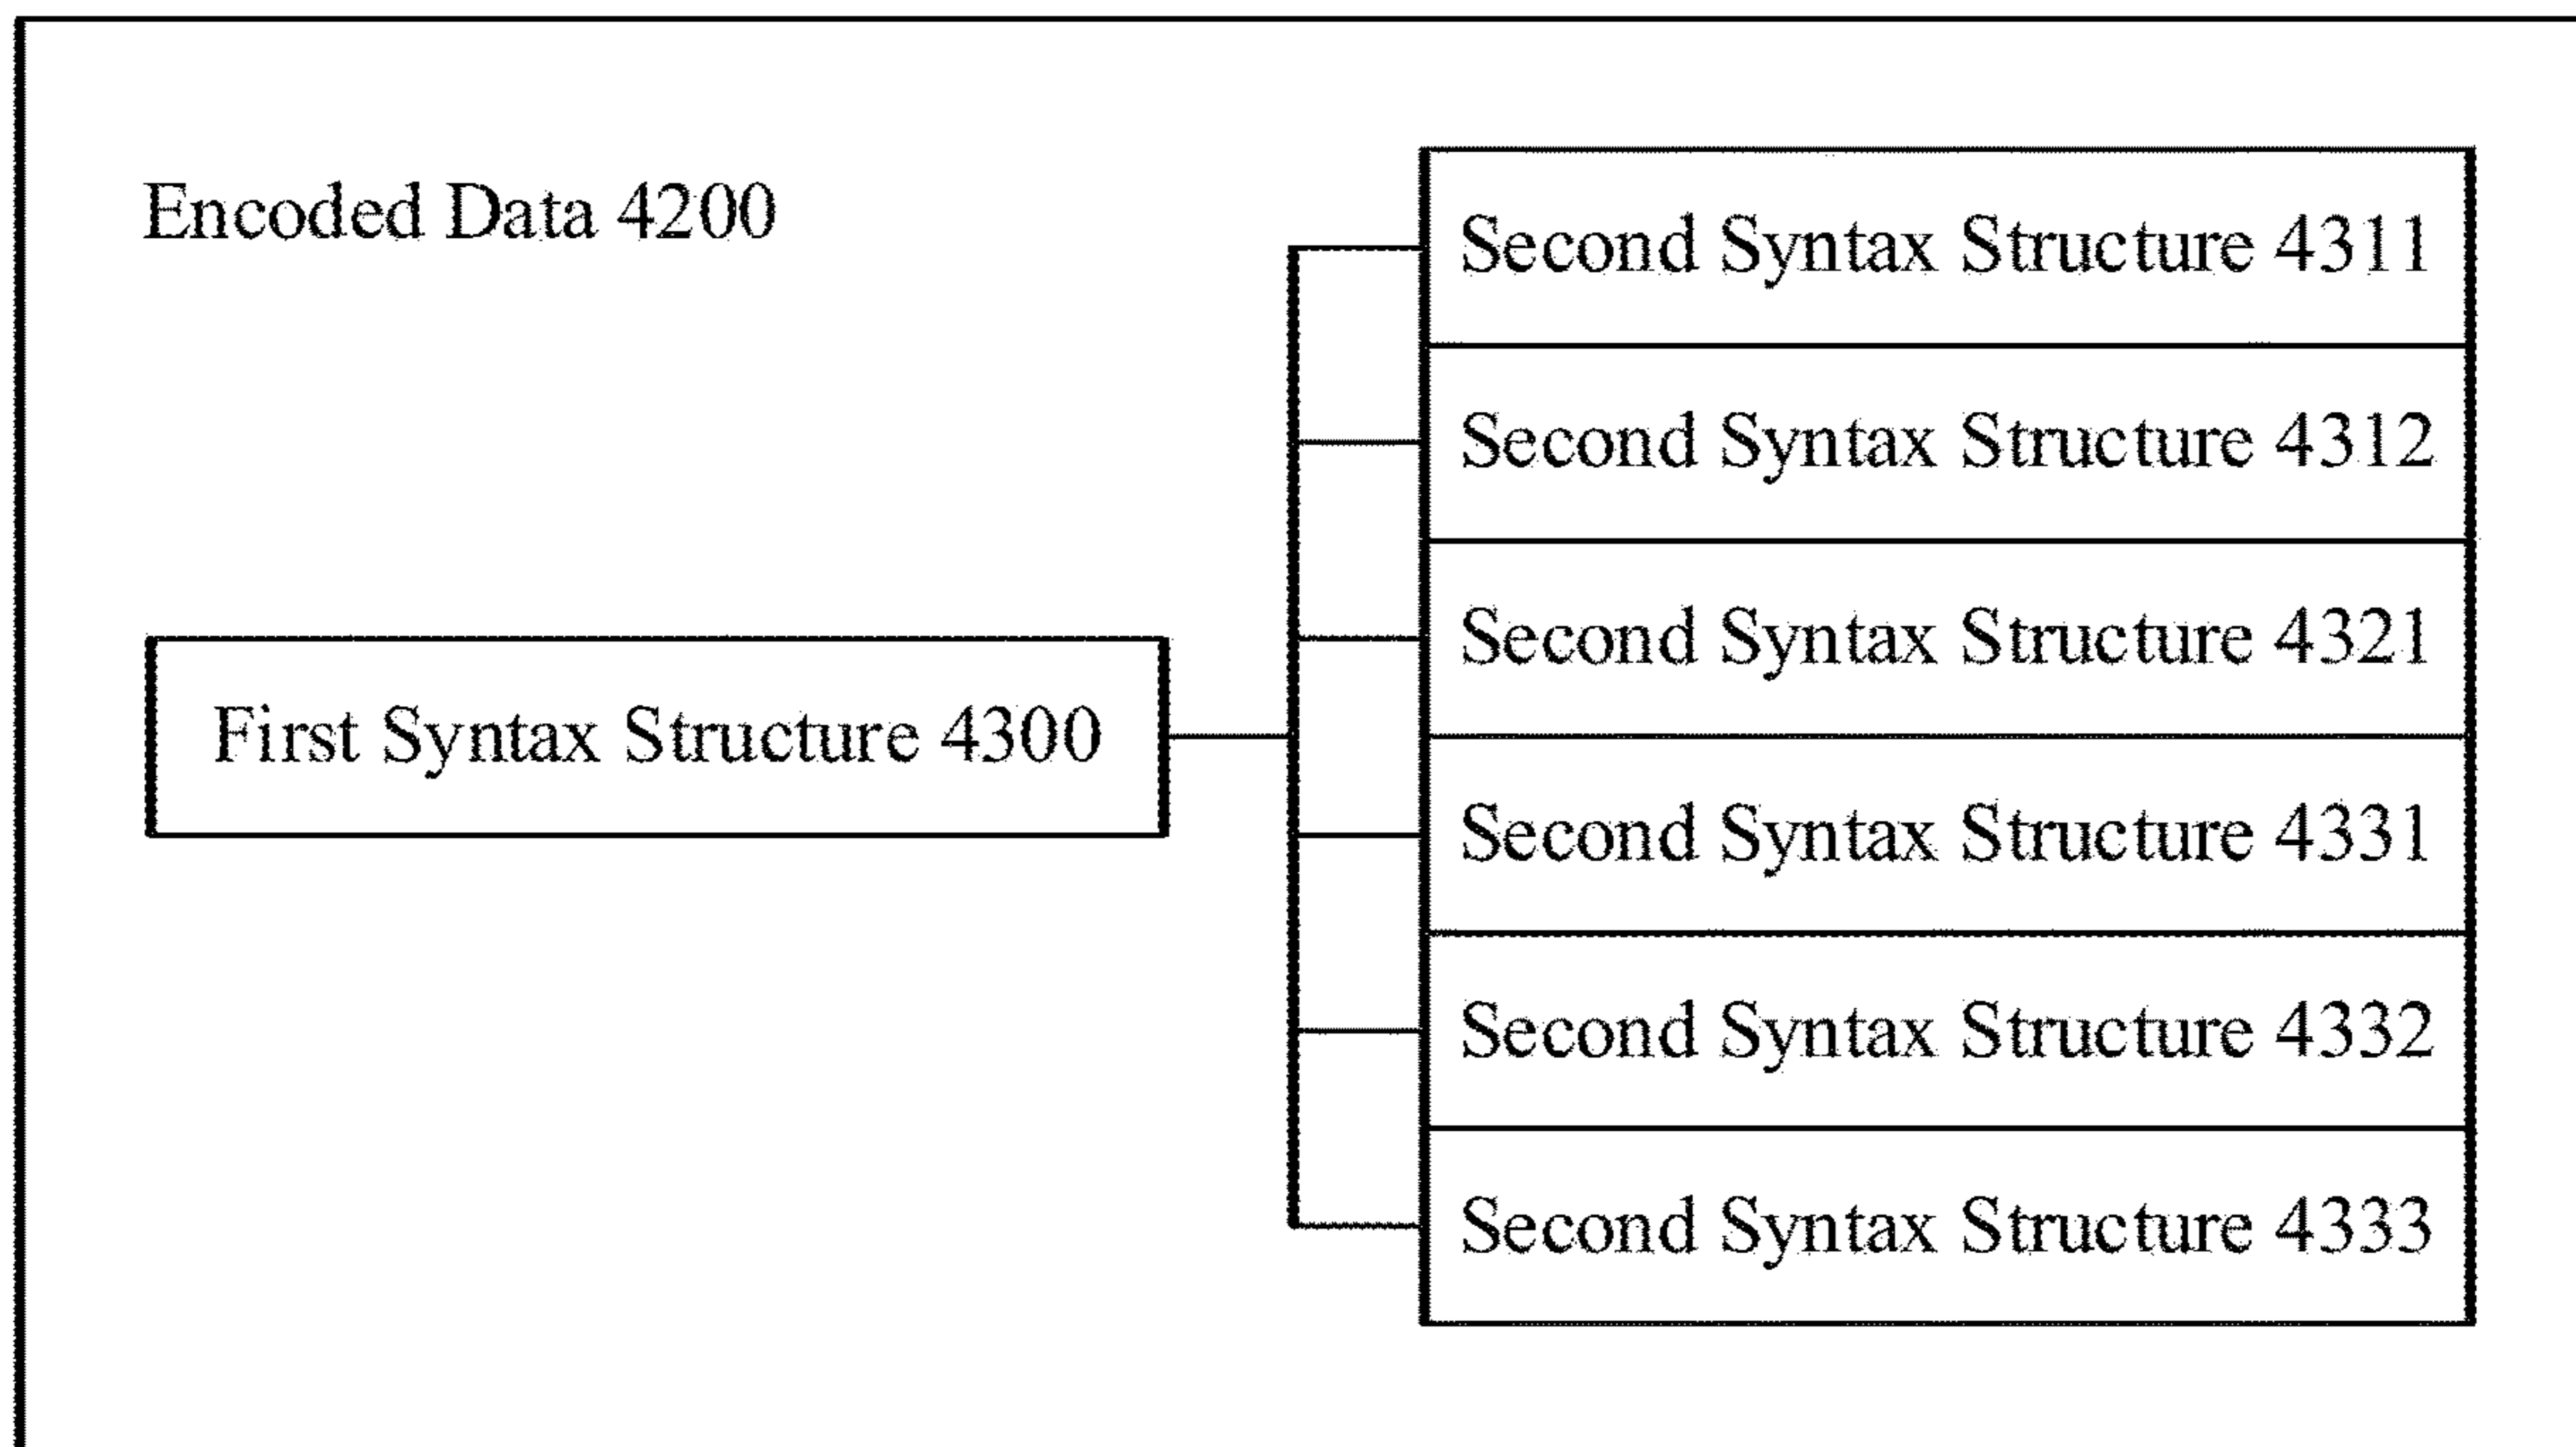 Encoded Data 4200
First Syntax Structure 4300
Second Syntax Structure 4311
Second Syntax Structure 4312
Second Syntax Structure 4321
Second Syntax Structure 4331
Second Syntax Structure 4332
Second Syntax Structure 4333